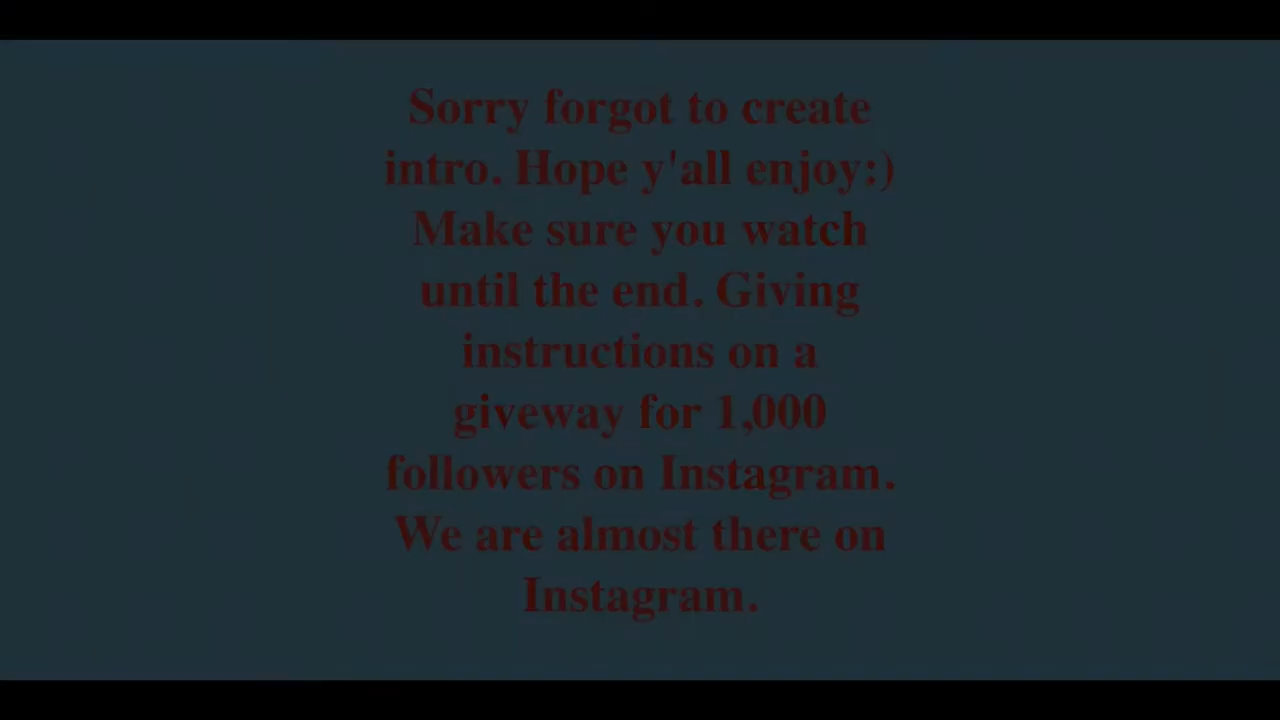 Sorry forgot to create
intro. Hope y'all enjoy:)
Make sure you watch
until the end. Giving
instructions on a
giveway for 1,000
followers on Instagram.
We are almost there on
Instagram.